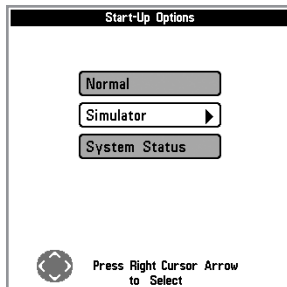 Start-Up Options
Normal
Simulator
System Status
Press Right Cursor Arrow
to Select